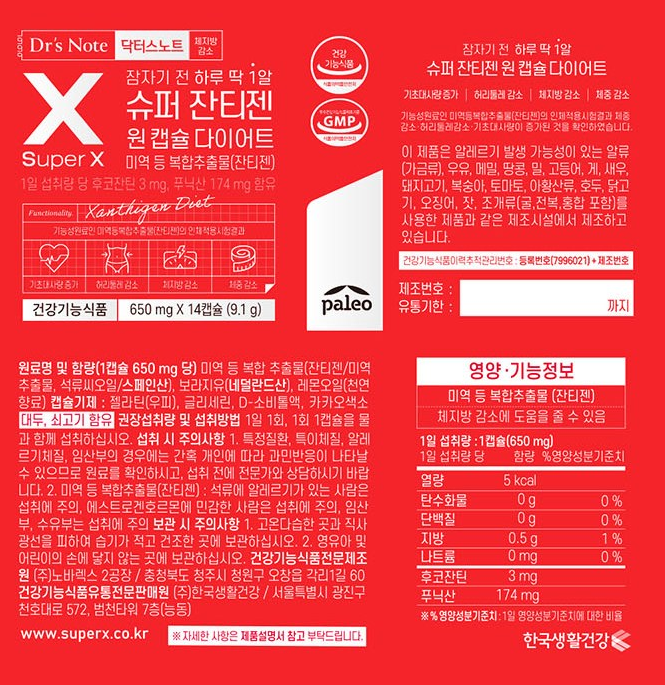 Dr's Note 닥터스노트 체지방
감소
X
Super X
잠자기 전 하루 딱 1알
슈퍼 잔티젠
원 캡슐 다이어트
미역 등 복합추출물(잔티젠)
1일 섭취량 당 후코잔틴 3 mg, 푸닉산 174 mg 함유
Functionality. Xanthigen Diet
기능성원료인 미역등복합추출물(잔티젠)의 인체적용시험결과
기초대사량 증가 허리둘레 감소 체지방 감소 체중 감소
건강기능식품 650 mg X 14캡슐 (9.1 g)
건강
기능식품
식품의약품안전처
GMP
식품의약품안전처
paleo
잠자기 전 하루 딱 1알
슈퍼 잔티젠 원 캡슐 다이어트
기초대사량증가 | 허리둘레 감소 | 체지방 감소 | 체중 감소
기능성원료인 미역등복합추출물(잔티젠)의 인체적용시험결과 체중
감소·허리둘레감소·기초대사량이 증가된 것을 확인하였습니다.
이 제품은 알레르기 발생 가능성이 있는 알류
(가금류), 우유, 메밀, 땅콩, 밀, 고등어, 게, 새우,
돼지고기, 복숭아, 토마토, 아황산류, 호두, 닭고
기, 오징어, 잣, 조개류(굴,전복,홍합 포함)를
사용한 제품과 같은 제조시설에서 제조하고
있습니다.
건강기능식품이력추적관리번호 : 등록번호(7996021) + 제조번호
제조번호 :
유통기한 : 까지
원료명 및 함량(1캡슐 650 mg 당) 미역 등 복합 추출물(잔티젠/미역
추출물, 석류씨오일/스페인산), 보라지유(네덜란드산), 레몬오일(천연
향료) 캡슐기제 : 젤라틴(우피), 글리세린, D-소비톨액, 카카오색소
대두, 쇠고기 함유 권장섭취량 및 섭취방법 1일 1회, 1회 1캡슐을 물
과 함께 섭취하십시오. 섭취 시 주의사항 1. 특정질환, 특이체질, 알레
르기체질, 임산부의 경우에는 간혹 개인에 따라 과민반응이 나타날
수 있으므로 원료를 확인하시고, 섭취 전에 전문가와 상담하시기 바랍
니다. 2. 미역 등 복합추출물(잔티젠) : 석류에 알레르기가 있는 사람은
섭취에 주의, 에스트로겐호르몬에 민감한 사람은 섭취에 주의, 임산
부, 수유부는 섭취에 주의 보관 시 주의사항 1. 고온다습한 곳과 직사
광선을 피하여 습기가 적고 건조한 곳에 보관하십시오. 2. 영유아 및
어린이의 손에 닿지 않는 곳에 보관하십시오. 건강기능식품전문제조
원 (주)노바렉스 2공장 / 충청북도 청주시 청원구 오창읍 각리1길 60
건강기능식품유통전문판매원 (주)한국생활건강 / 서울특별시 광진구
천호대로 572, 범천타워 7층(능동)
www.superx.co.kr ※ 자세한 사항은 제품설명서 참고 부탁드립니다.
영양·기능정보
미역 등 복합추출물 (잔티젠)
체지방 감소에 도움을 줄 수 있음
1일 섭취량 : 1캡슐(650 mg)
1일 섭취량 당 함량 %영양성분기준치
열량 5 kcal
탄수화물 0 g 0 %
단백질 0 g 0 %
지방 0.5 g 1 %
나트륨 0 mg 0 %
후코잔틴 3 mg
푸닉산 174 mg
※ % 영양성분기준치 : 1일 영양성분기준치에 대한 비율
한국생활건강